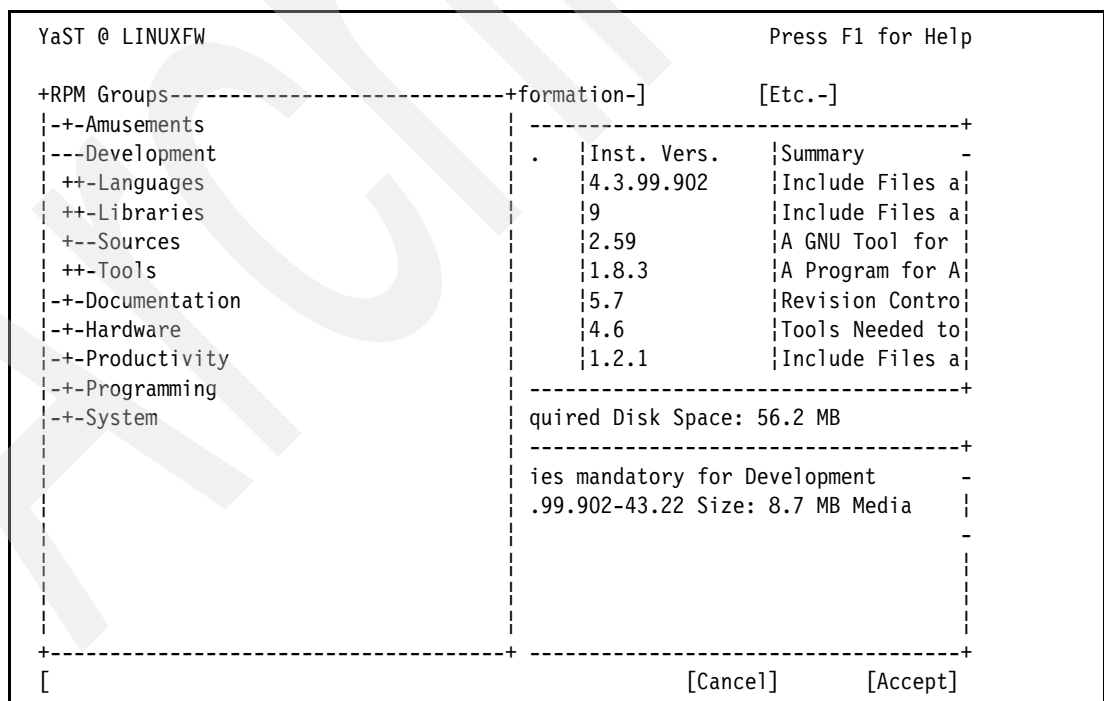 YaST @ LINUXFW Press F1 for Help
+RPM Groups----------------------------+formation-] [Etc.-]
¦-+-Amusements ¦ ------------------------------------+
¦---Development ¦ . ¦Inst. Vers. ¦Summary -
¦ ++-Languages ¦ ¦4.3.99.902 ¦Include Files a¦
¦ ++-Libraries ¦ ¦9 ¦Include Files a¦
¦ +--Sources ¦ ¦2.59 ¦A GNU Tool for ¦
¦ ++-Tools ¦ ¦1.8.3 ¦A Program for A¦
¦-+-Documentation ¦ ¦5.7 ¦Revision Contro¦
¦-+-Hardware ¦ ¦4.6 ¦Tools Needed to¦
¦-+-Productivity ¦ ¦1.2.1 ¦Include Files a¦
¦-+-Programming ¦ ------------------------------------+
¦-+-System ¦ quired Disk Space: 56.2 MB
¦ ¦ ------------------------------------+
¦ ¦ ies mandatory for Development -
¦ ¦ .99.902-43.22 Size: 8.7 MB Media ¦
¦ ¦ -
¦ ¦ ¦
¦ ¦ ¦
¦ ¦ ¦
+--------------------------------------+ ------------------------------------+
[ [Cancel] [Accept]